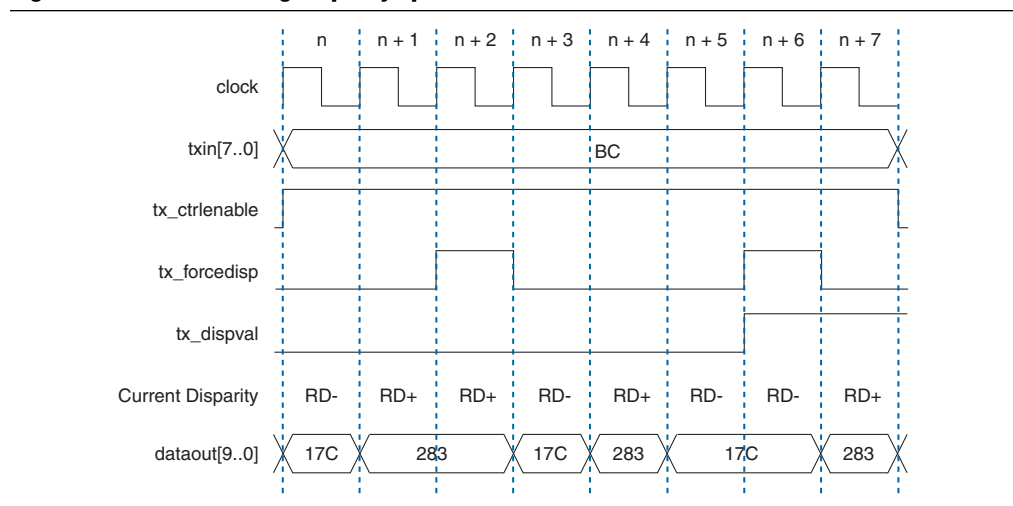 n n + 1 n + 2 n + 3 n + 4 n + 5 n + 6 n + 7
clock
txin[7..0] BC
tx_ctrlenable
tx_forcedisp
tx_dispval
Current Disparity RD- RD+ RD+ RD- RD+ RD- RD- RD+
dataout[9..0] 17C 283 17C 283 17C 283